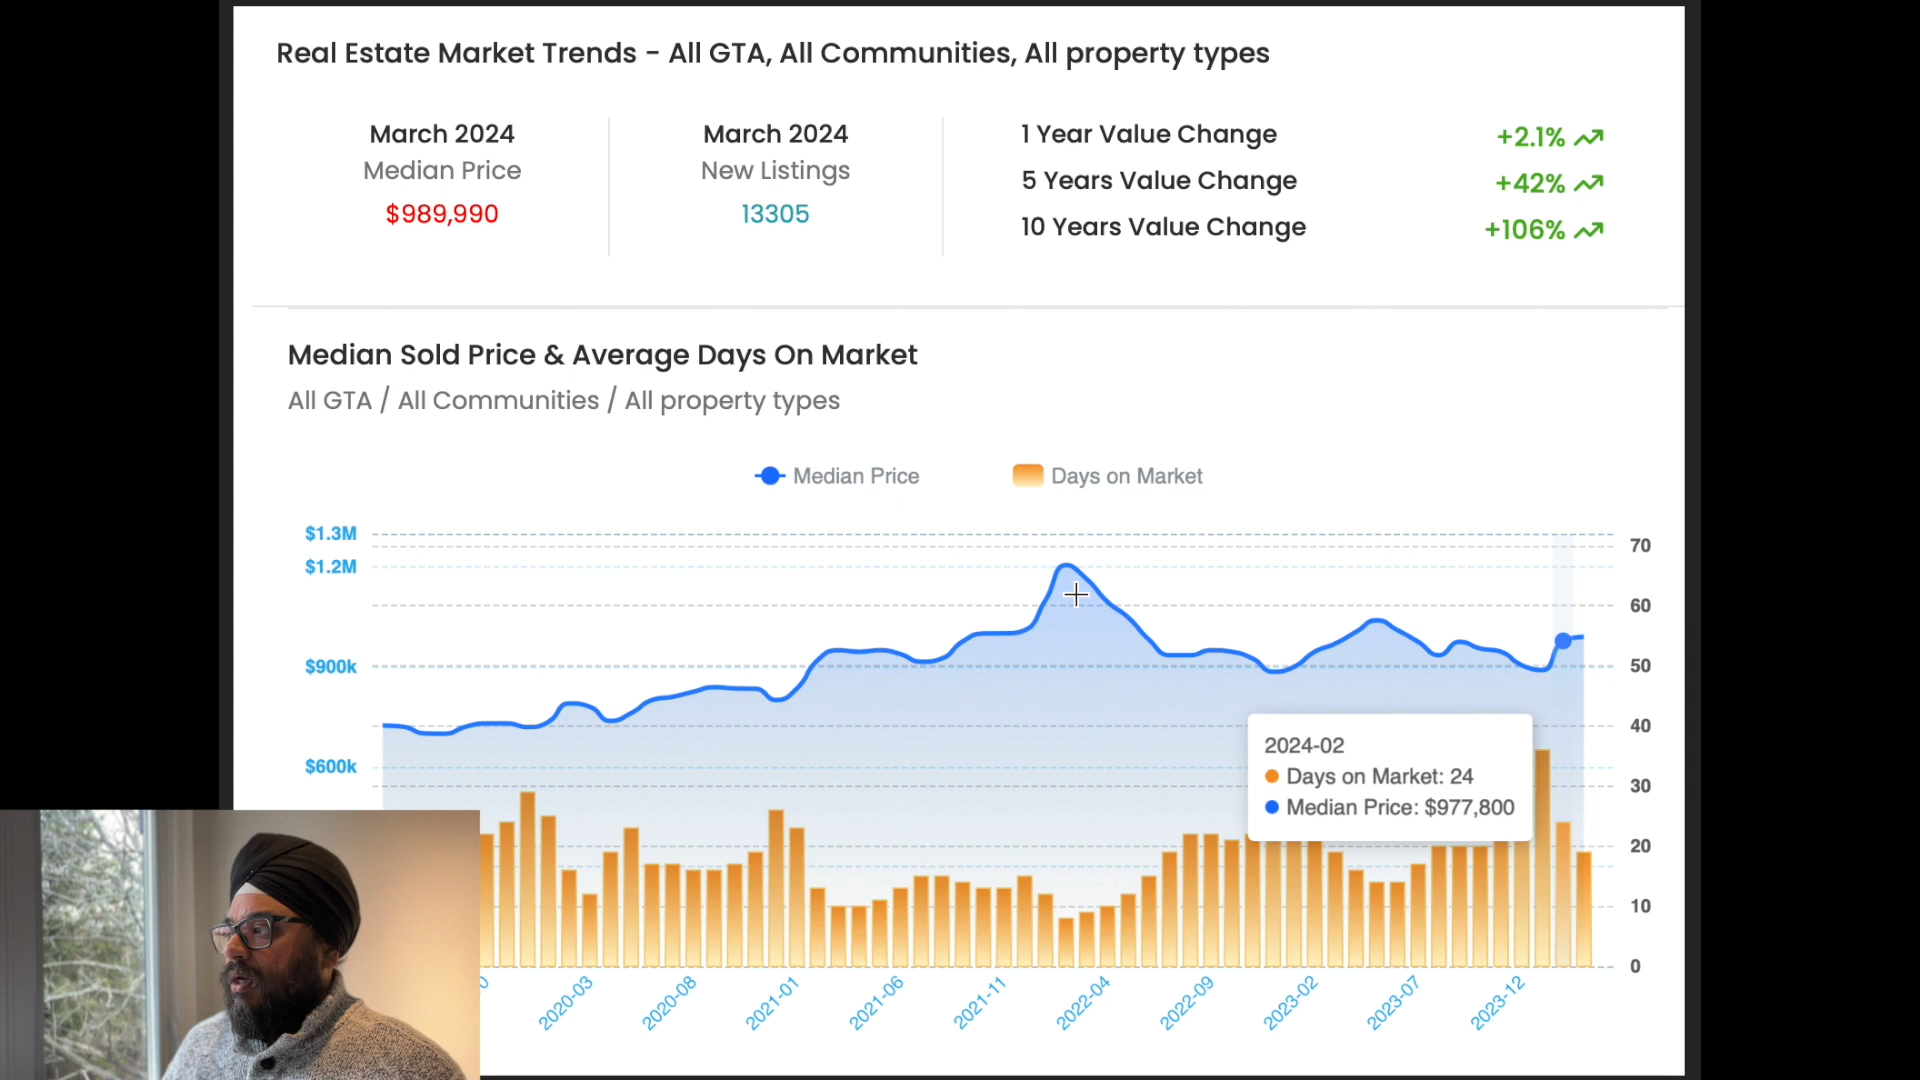 Real Estate Market Trends - All GTA, All Communities, All property types
March 2024
Median Price
$989,990
March 2024
New Listings
13305
1 Year Value Change +2.1%
5 Years Value Change +42%
10 Years Value Change +106%
Median Sold Price & Average Days On Market
All GTA / All Communities / All property types
Median Price Days on Market
$1.3M
$1.2M
$900k
$600k
70
60
50
40
30
20
10
0
2024-02
Days on Market: 24
Median Price: $977,800
2020-03 2020-08 2021-01 2021-06 2021-11 2022-04 2022-09 2023-02 2023-07 2023-12